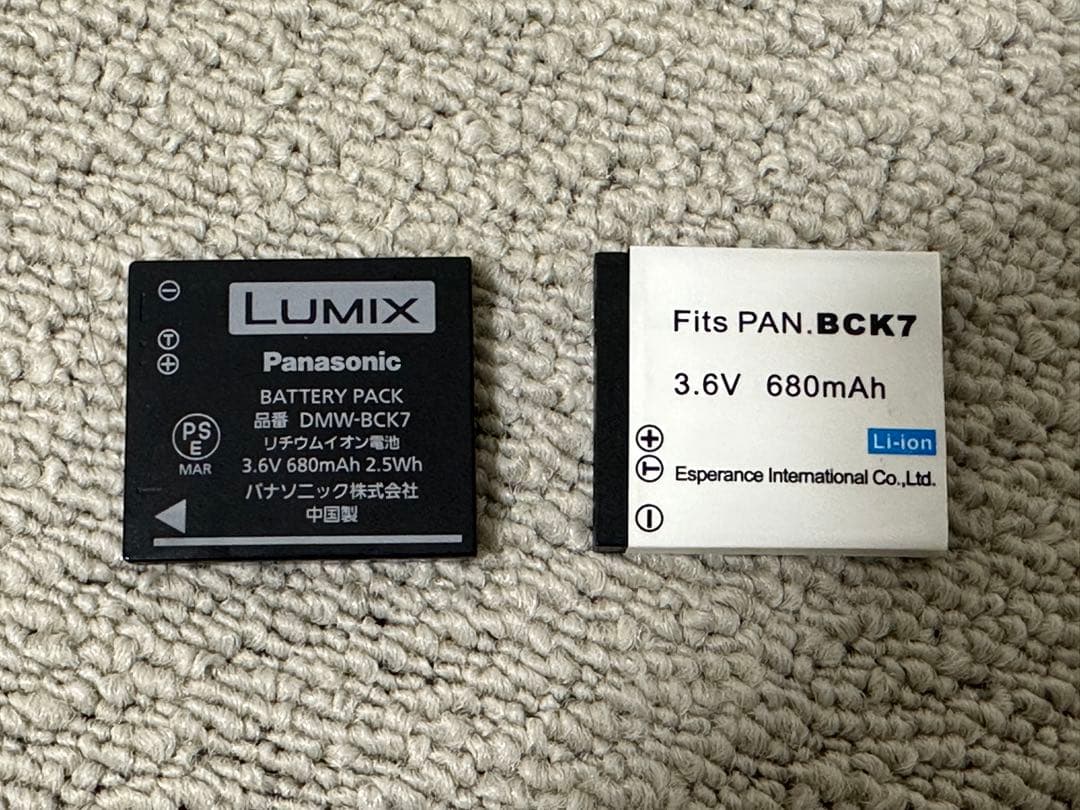 LUMIX
Panasonic
BATTERY PACK
品番 DMW-BCK7
リチウムイオン電池
3.6V 680mAh 2.5Wh
パナソニック株式会社
中国製
T
PS
E
MAR
Fits PAN.BCK7
3.6V 680mAh
Li-ion
T
Esperance International Co.,Ltd.